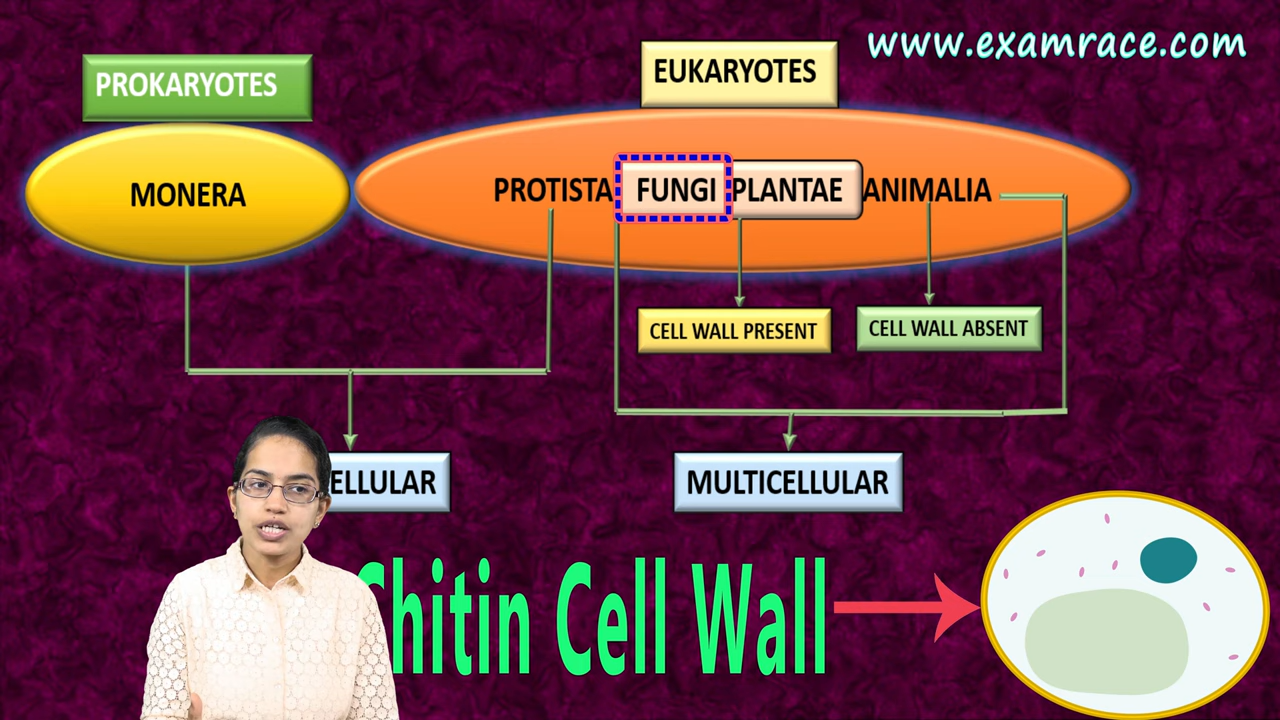 www.examrace.com
PROKARYOTES
EUKARYOTES
MONERA
PROTISTA FUNGI PLANTAE ANIMALIA
CELL WALL PRESENT
CELL WALL ABSENT
ELLULAR
MULTICELLULAR
Chitin Cell Wall